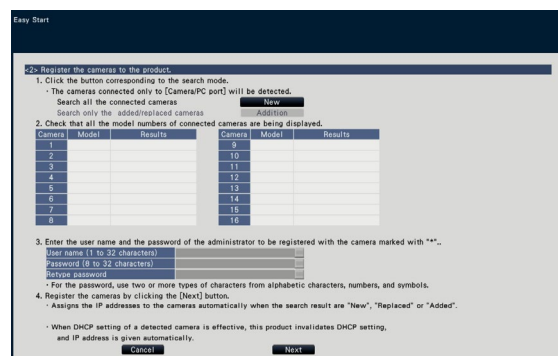 Easy Start
<2> Register the cameras to the product.
1. Click the button corresponding to the search mode.
・The cameras connected only to [Camera/PC port] will be detected.
Search all the connected cameras New
Search only the added/replaced cameras Addition
2. Check that all the model numbers of connected cameras are being displayed.
Camera Model Results Camera Model Results
1 9
2 10
3 11
4 12
5 13
6 14
7 15
8 16
3. Enter the user name and the password of the administrator to be registered with the camera marked with "*"..
User name (1 to 32 characters)
Password (8 to 32 characters)
Retype password
・For the password, use two or more types of characters from alphabetic characters, numbers, and symbols.
4. Register the cameras by clicking the [Next] button.
・Assigns the IP addresses to the cameras automatically when the search result are "New", "Replaced" or "Added".
・When DHCP setting of a detected camera is effective, this product invalidates DHCP setting,
and IP address is given automatically.
Cancel Next